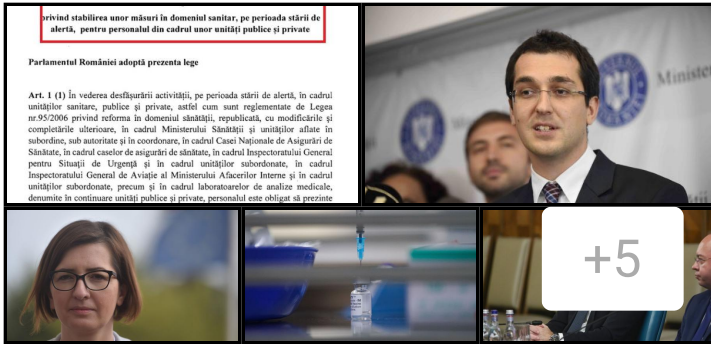 privind stabilirea unor măsuri în domeniul sanitar, pe perioada stării de
alertă, pentru personalul din cadrul unor unități publice și private
Parlamentul României adoptă prezenta lege
Art. 1 (1) În vederea desfășurării activității, pe perioada stării de alertă, în cadrul
unităților sanitare, publice și private, astfel cum sunt reglementate de Legea
nr.95/2006 privind reforma în domeniul sănătății, republicată, cu modificările și
completările ulterioare, în cadrul Ministerului Sănătății și unităților aflate în
subordine, sub autoritate și în coordonare, în cadrul Casei Naționale de Asigurări de
Sănătate, în cadrul caselor de asigurări de sănătate, în cadrul Inspectoratului General
pentru Situații de Urgență și în cadrul unităților subordonate, în cadrul
Inspectoratului General de Aviație al Ministerului Afacerilor Interne și în cadrul
unităților subordonate, precum și în cadrul laboratoarelor de analize medicale,
denumite în continuare unități publice și private, personalul este obligat să prezinte
Ministe
+5